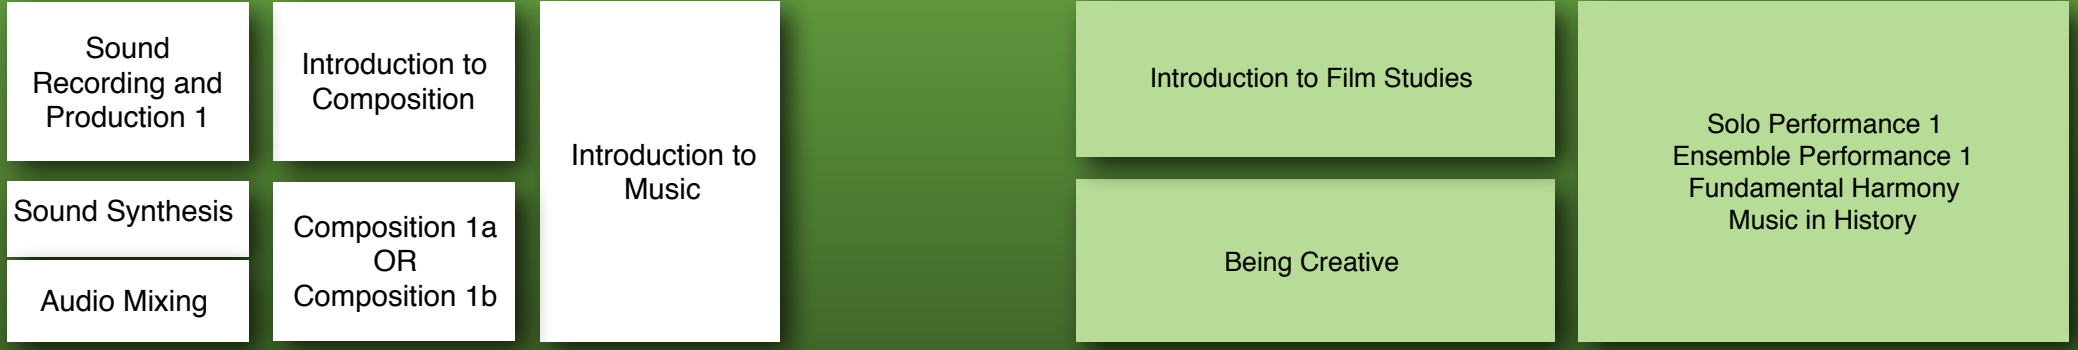 Sound
Recording and
Production 1
Sound Synthesis
Audio Mixing
Introduction to
Composition
Composition 1a
OR
Composition 1b
Introduction to
Music
Introduction to Film Studies
Being Creative
Solo Performance 1
Ensemble Performance 1
Fundamental Harmony
Music in History